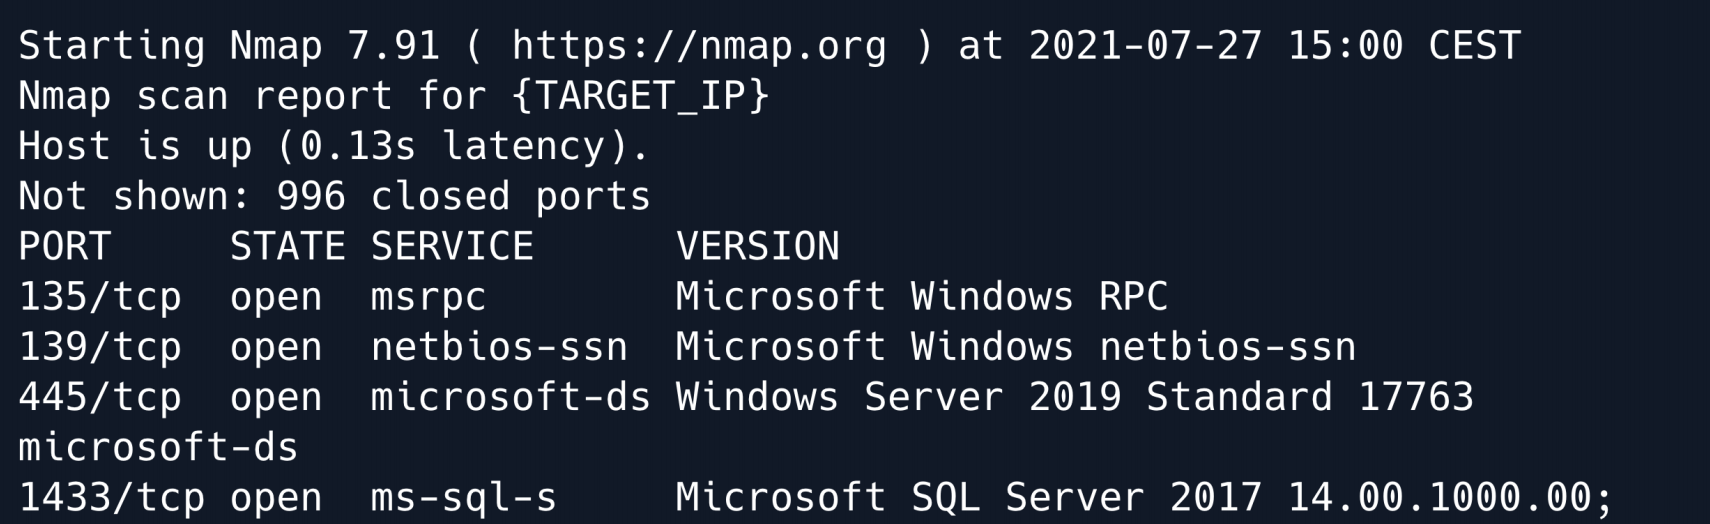 Starting Nmap 7.91 ( https://nmap.org ) at 2021-07-27 15:00 CEST
Nmap scan report for {TARGET_IP}
Host is up (0.13s latency).
Not shown: 996 closed ports
PORT     STATE SERVICE      VERSION
135/tcp  open  msrpc        Microsoft Windows RPC
139/tcp  open  netbios-ssn  Microsoft Windows netbios-ssn
445/tcp  open  microsoft-ds Windows Server 2019 Standard 17763
microsoft-ds
1433/tcp open  ms-sql-s     Microsoft SQL Server 2017 14.00.1000.00;